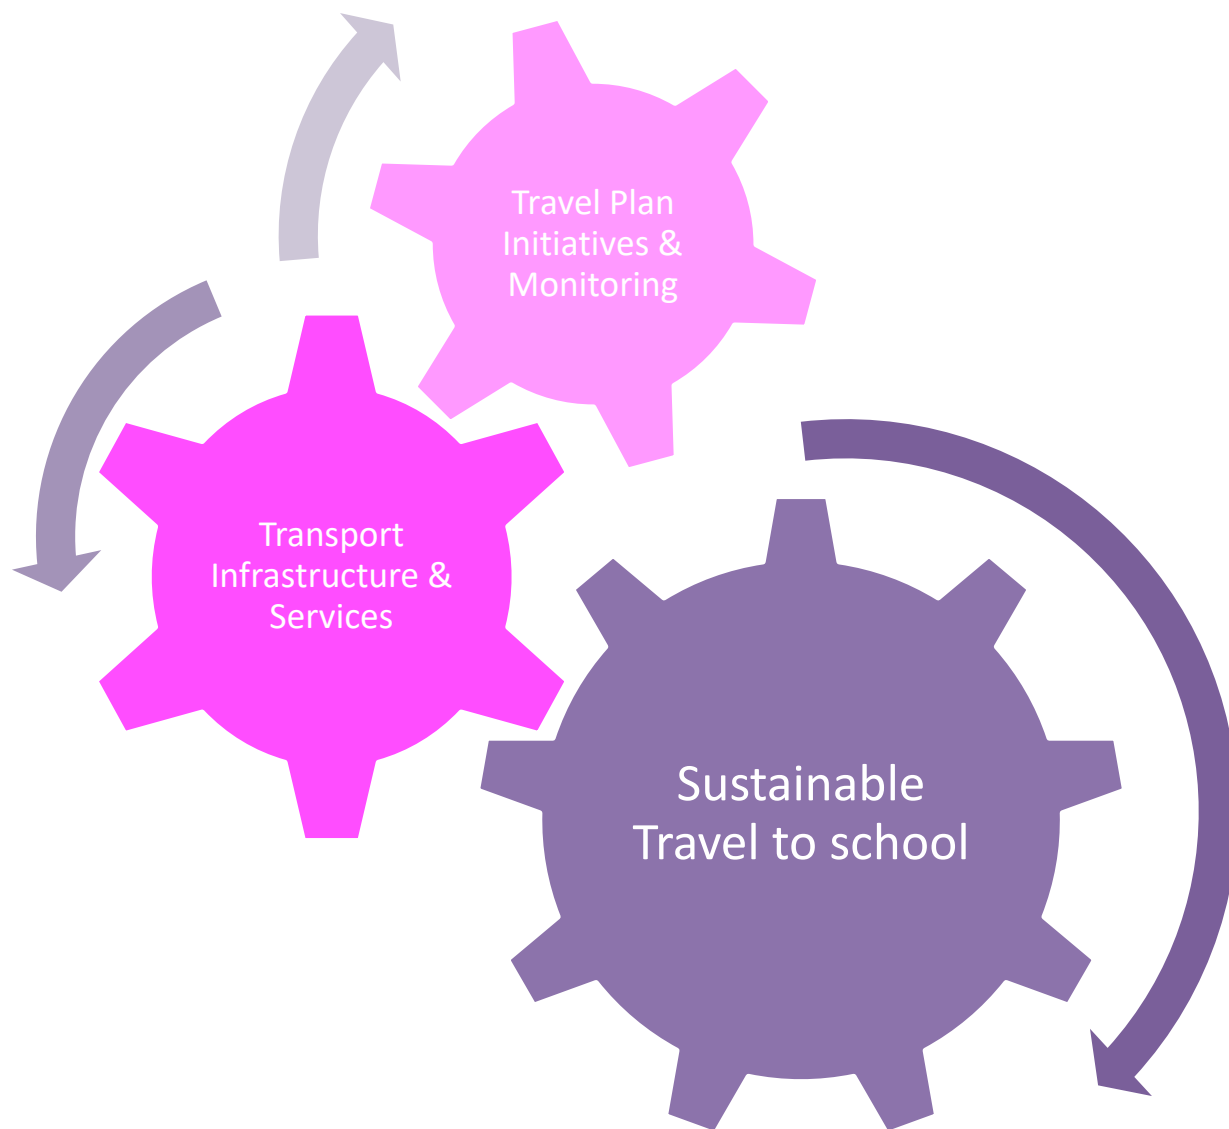 Travel Plan
Initiatives &
Monitoring
Transport
Infrastructure &
Services
Sustainable
Travel to school